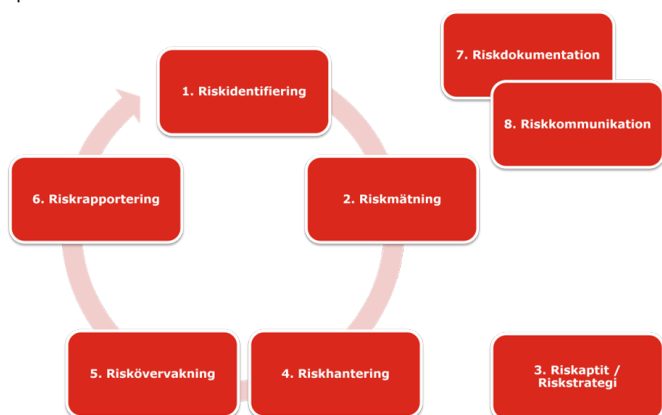 7. Riskdokumentation
1. Riskidentifiering
8. Riskkommunikation
6. Riskrapportering
2. Riskmätning
5. Riskövervakning
4. Riskhantering
3. Riskaptit /
Riskstrategi